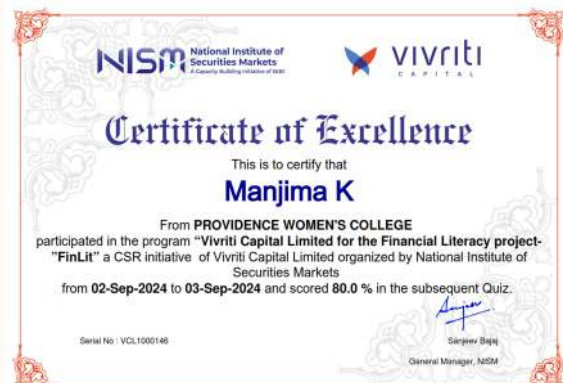 NISM National Institute of
Securities Markets
A Capacity Building Initiative of SEBI
vivriti
CAPITAL
Certificate of Excellence
This is to certify that
Manjima K
From PROVIDENCE WOMEN'S COLLEGE
participated in the program "Vivriti Capital Limited for the Financial Literacy project-
"FinLit" a CSR initiative of Vivriti Capital Limited organized by National Institute of
Securities Markets
from 02-Sep-2024 to 03-Sep-2024 and scored 80.0 % in the subsequent Quiz.
Sanjeev
Serial No : VCL1000146
Sanjeev Bajaj
General Manager, NISM